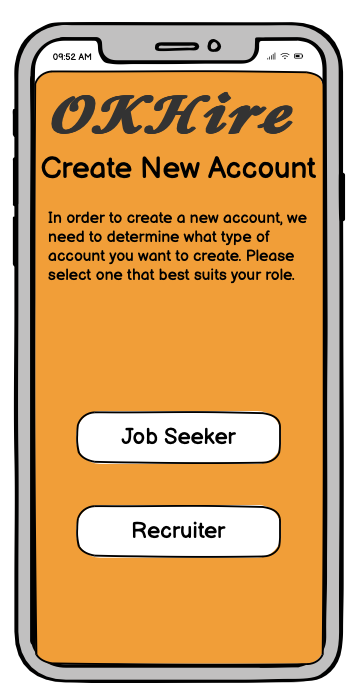 09:52 AM
OKHire
Create New Account
In order to create a new account, we
need to determine what type of
account you want to create. Please
select one that best suits your role.
Job Seeker
Recruiter